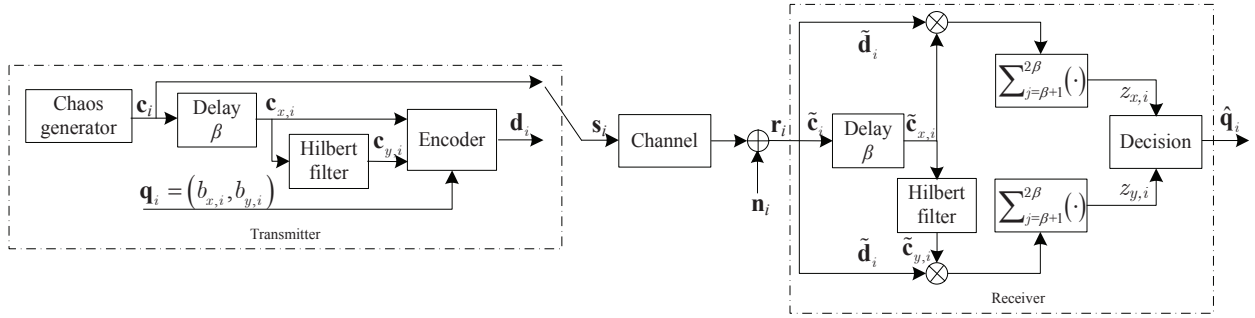 Chaos
generator
c_i
Delay
β
c_{x,i}
Hilbert
filter
c_{y,i}
Encoder
d_i
q_i = (b_{x,i}, b_{y,i})
Transmitter
s_i
Channel
n_i
r_i
c̃_i
Delay
β
c̃_{x,i}
d̃_i
∑_{j=β+1}^{2β}(·)
z_{x,i}
Hilbert
filter
c̃_{y,i}
d̃_i
∑_{j=β+1}^{2β}(·)
z_{y,i}
Decision
q̂_i
Receiver